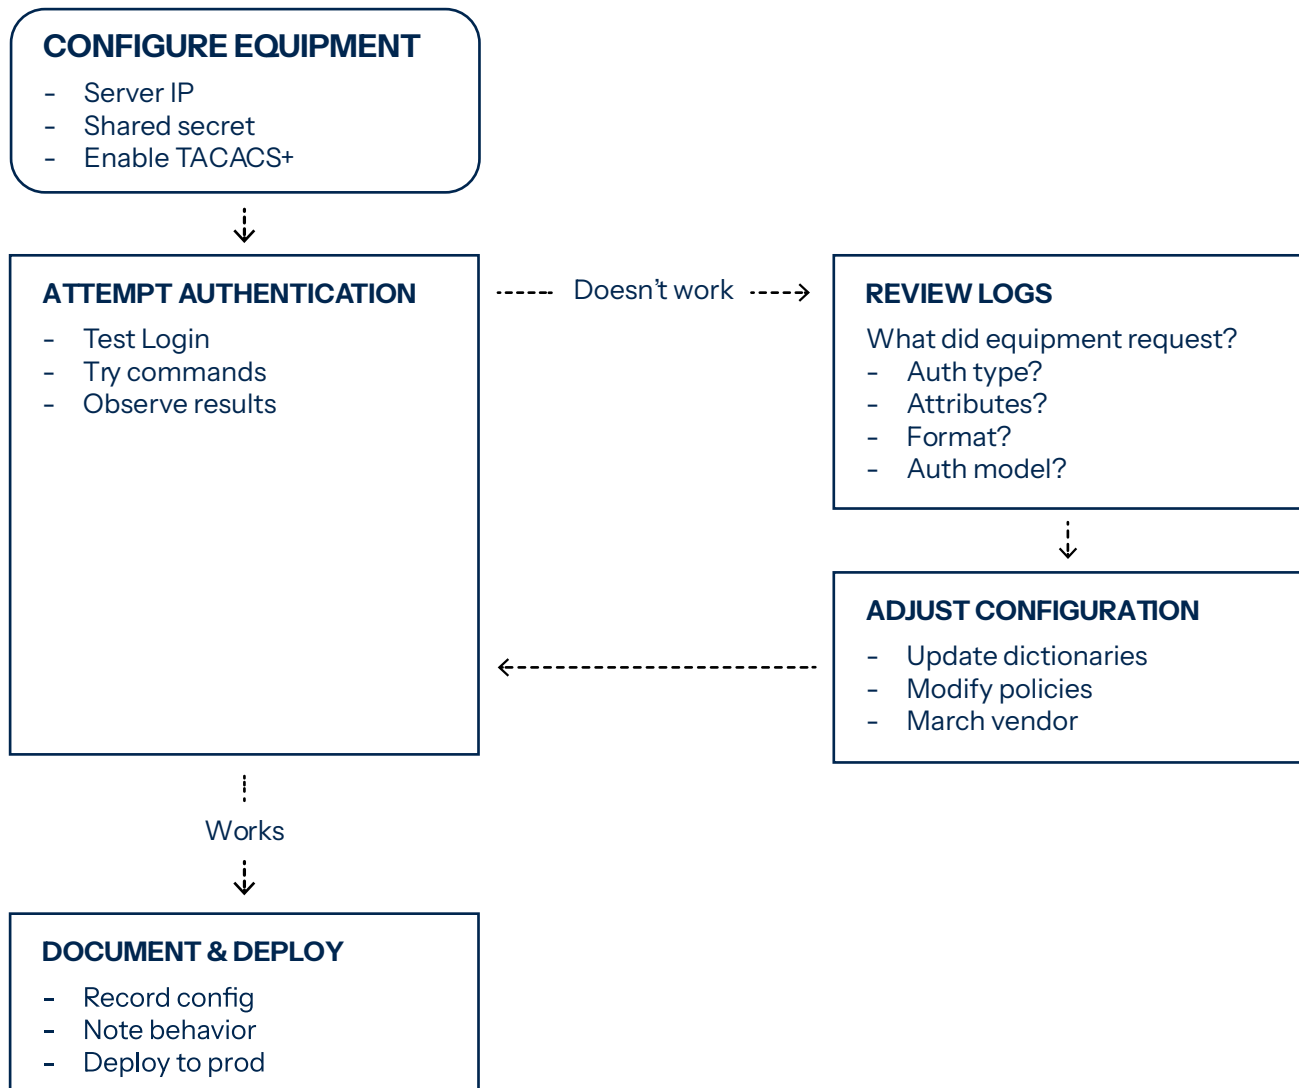 CONFIGURE EQUIPMENT
- Server IP
- Shared secret
- Enable TACACS+
ATTEMPT AUTHENTICATION
- Test Login
- Try commands
- Observe results
Doesn't work
REVIEW LOGS
What did equipment request?
- Auth type?
- Attributes?
- Format?
- Auth model?
ADJUST CONFIGURATION
- Update dictionaries
- Modify policies
- March vendor
Works
DOCUMENT & DEPLOY
- Record config
- Note behavior
- Deploy to prod